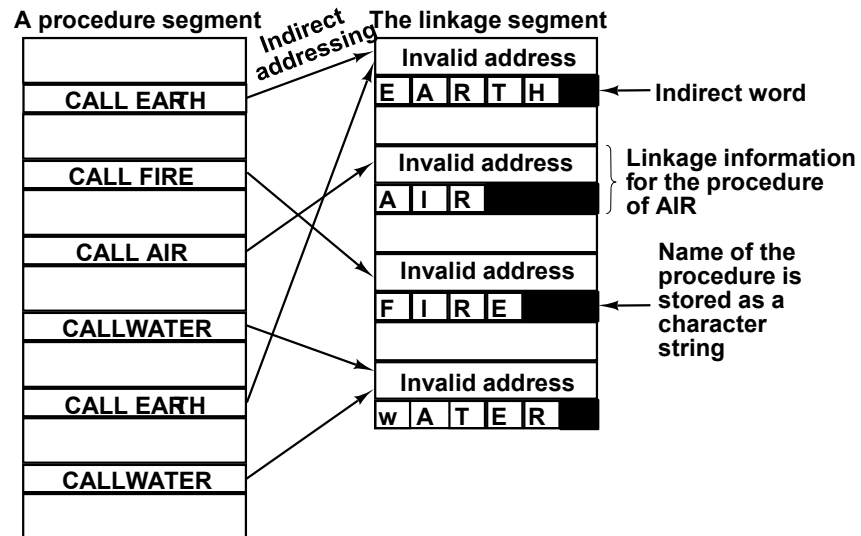 A procedure segment
The linkage segment
Indirect
addressing
Invalid address
CALL EARTH
E A R T H
Indirect word
CALL FIRE
Invalid address
Linkage information
for the procedure
of AIR
A I R
CALL AIR
Invalid address
Name of the
procedure is
stored as a
character
string
F I R E
CALLWATER
Invalid address
CALL EARTH
w A T E R
CALLWATER